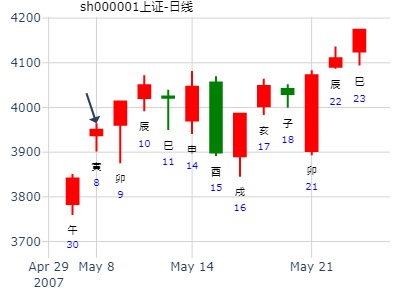 sh000001上证-日线
4200
4100
4000
3900
3800
3700
午
30
寅
8
卯
9
辰
10
巳
11
申
14
酉
15
戌
16
亥
17
子
18
卯
21
辰
22
巳
23
Apr 29
2007
May 8
May 14
May 21